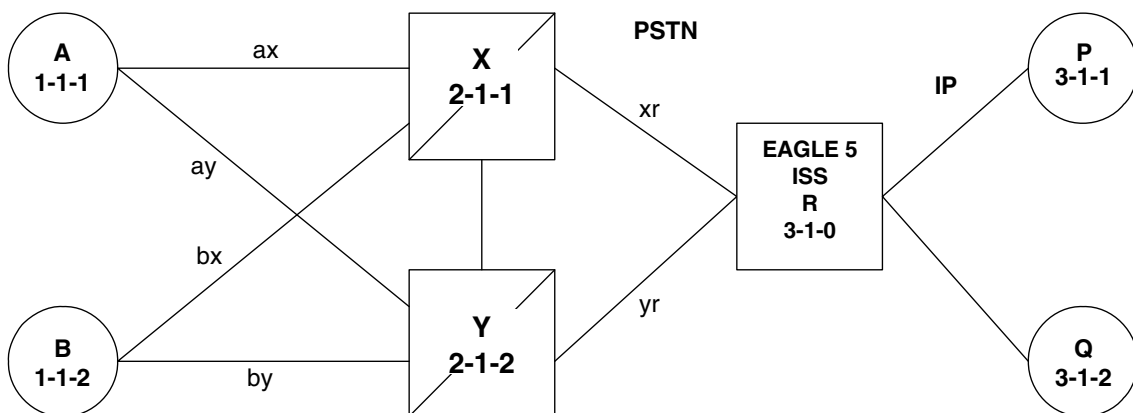 A
1-1-1
ax
X
2-1-1
PSTN
P
3-1-1
IP
xr
ay
EAGLE 5
ISS
R
3-1-0
bx
yr
B
1-1-2
by
Y
2-1-2
Q
3-1-2